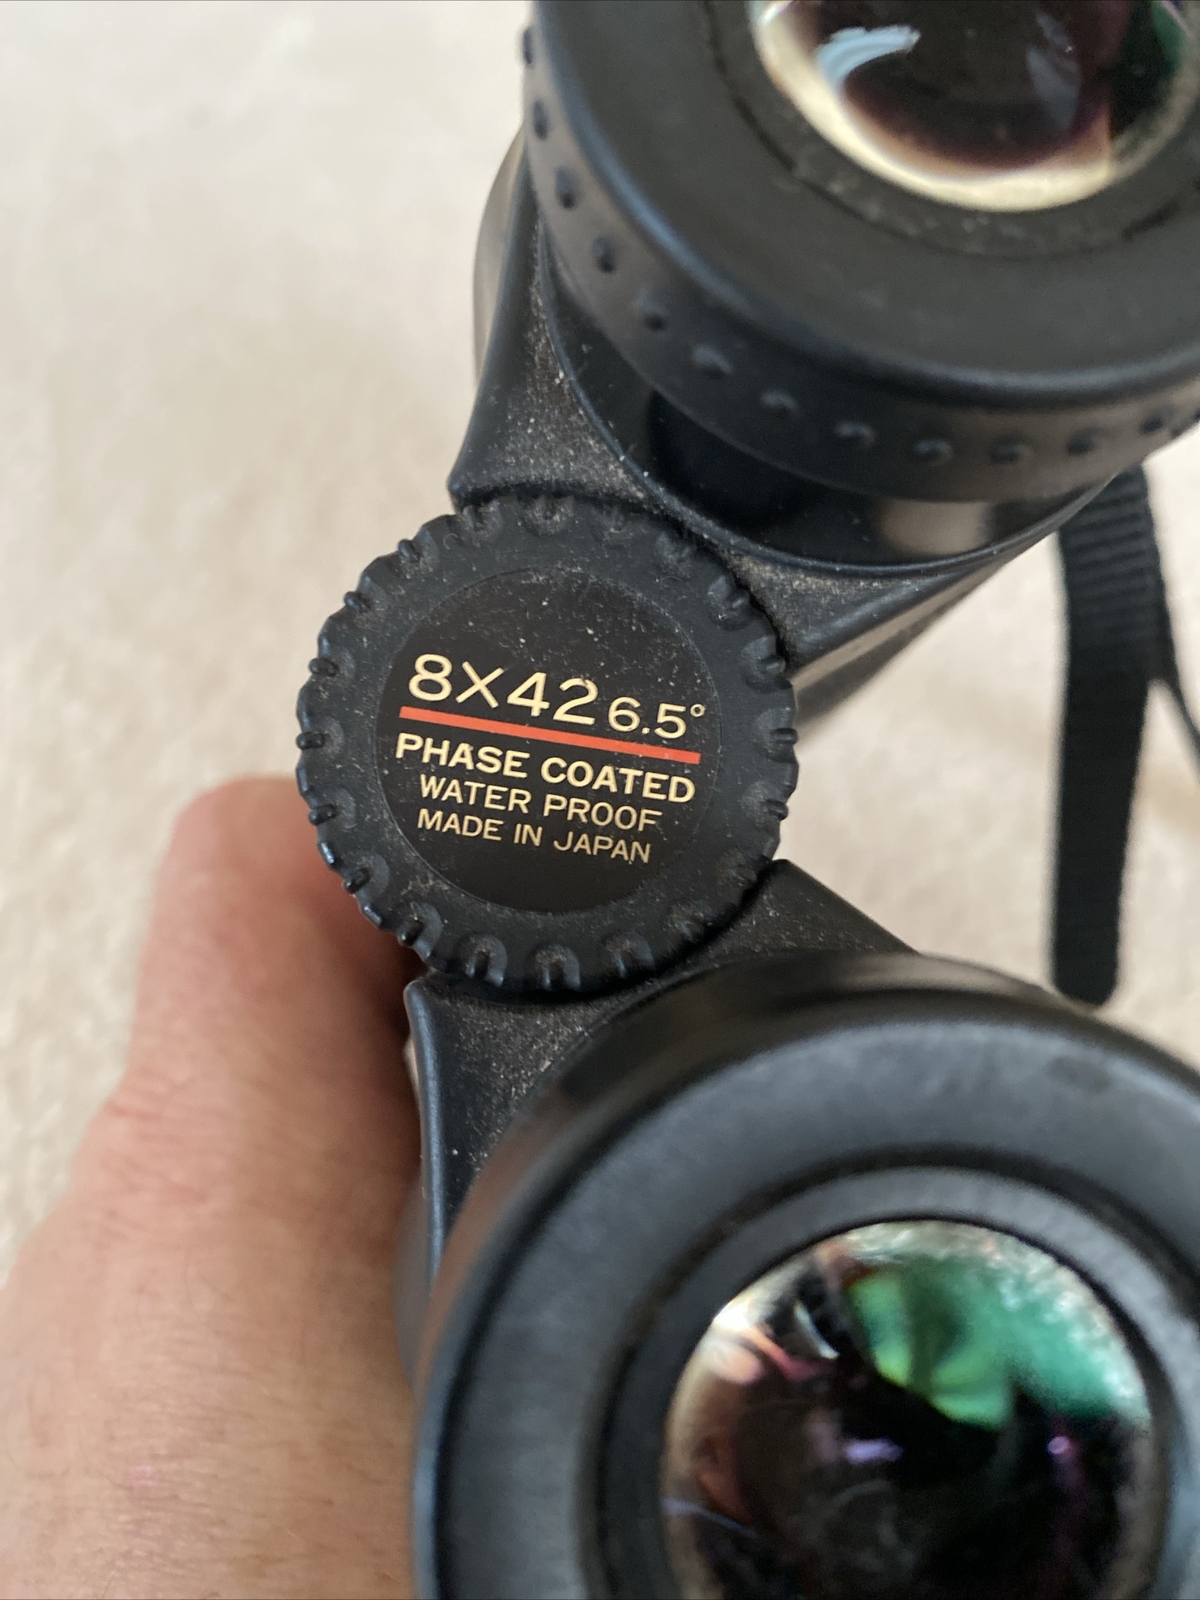 8X42 6.5°
PHASE COATED
WATER PROOF
MADE IN JAPAN